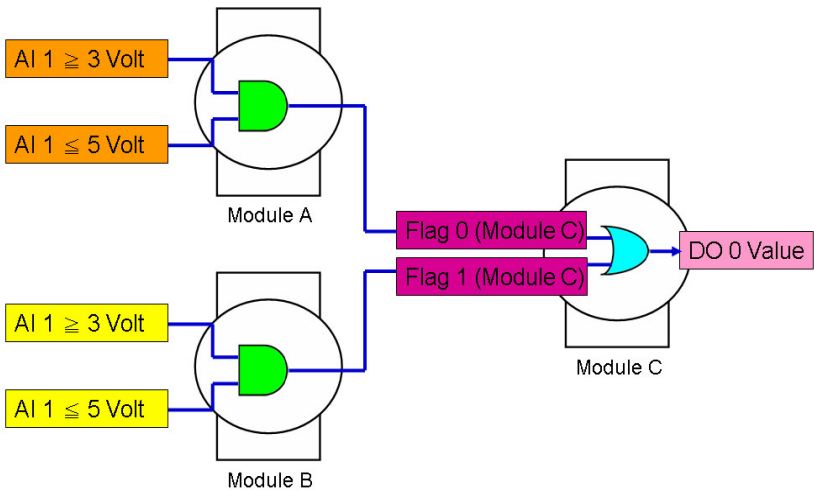 AI 1 ≧ 3 Volt
AI 1 ≦ 5 Volt
Module A
Flag 0 (Module C)
Flag 1 (Module C)
DO 0 Value
Module C
AI 1 ≧ 3 Volt
AI 1 ≦ 5 Volt
Module B